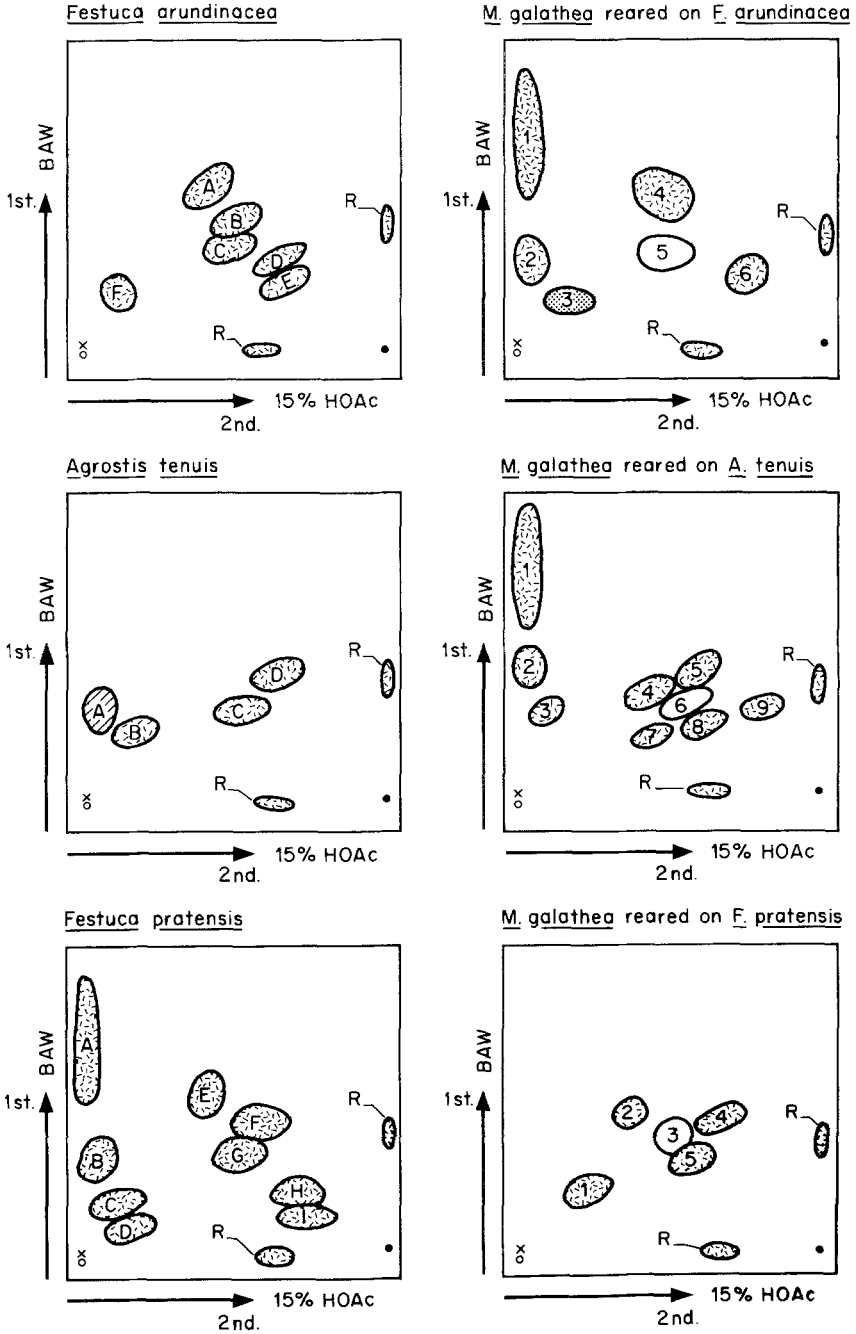 Festuca arundinacea
BAW
1st.
A
B
C
D
E
F
R
R
x
o
15% HOAc
2nd.
M. galathea reared on F. arundinacea
BAW
1st.
1
2
3
4
5
6
R
R
x
o
15% HOAc
2nd.
Agrostis tenuis
BAW
1st.
A
B
C
D
R
R
x
o
15% HOAc
2nd.
M. galathea reared on A. tenuis
BAW
1st.
1
2
3
4
5
6
7
8
9
R
R
x
o
15% HOAc
2nd.
Festuca pratensis
BAW
1st.
A
B
C
D
E
F
G
H
I
R
R
x
o
15% HOAc
2nd.
M. galathea reared on F. pratensis
BAW
1st.
1
2
3
4
5
R
R
x
o
15% HOAc
2nd.